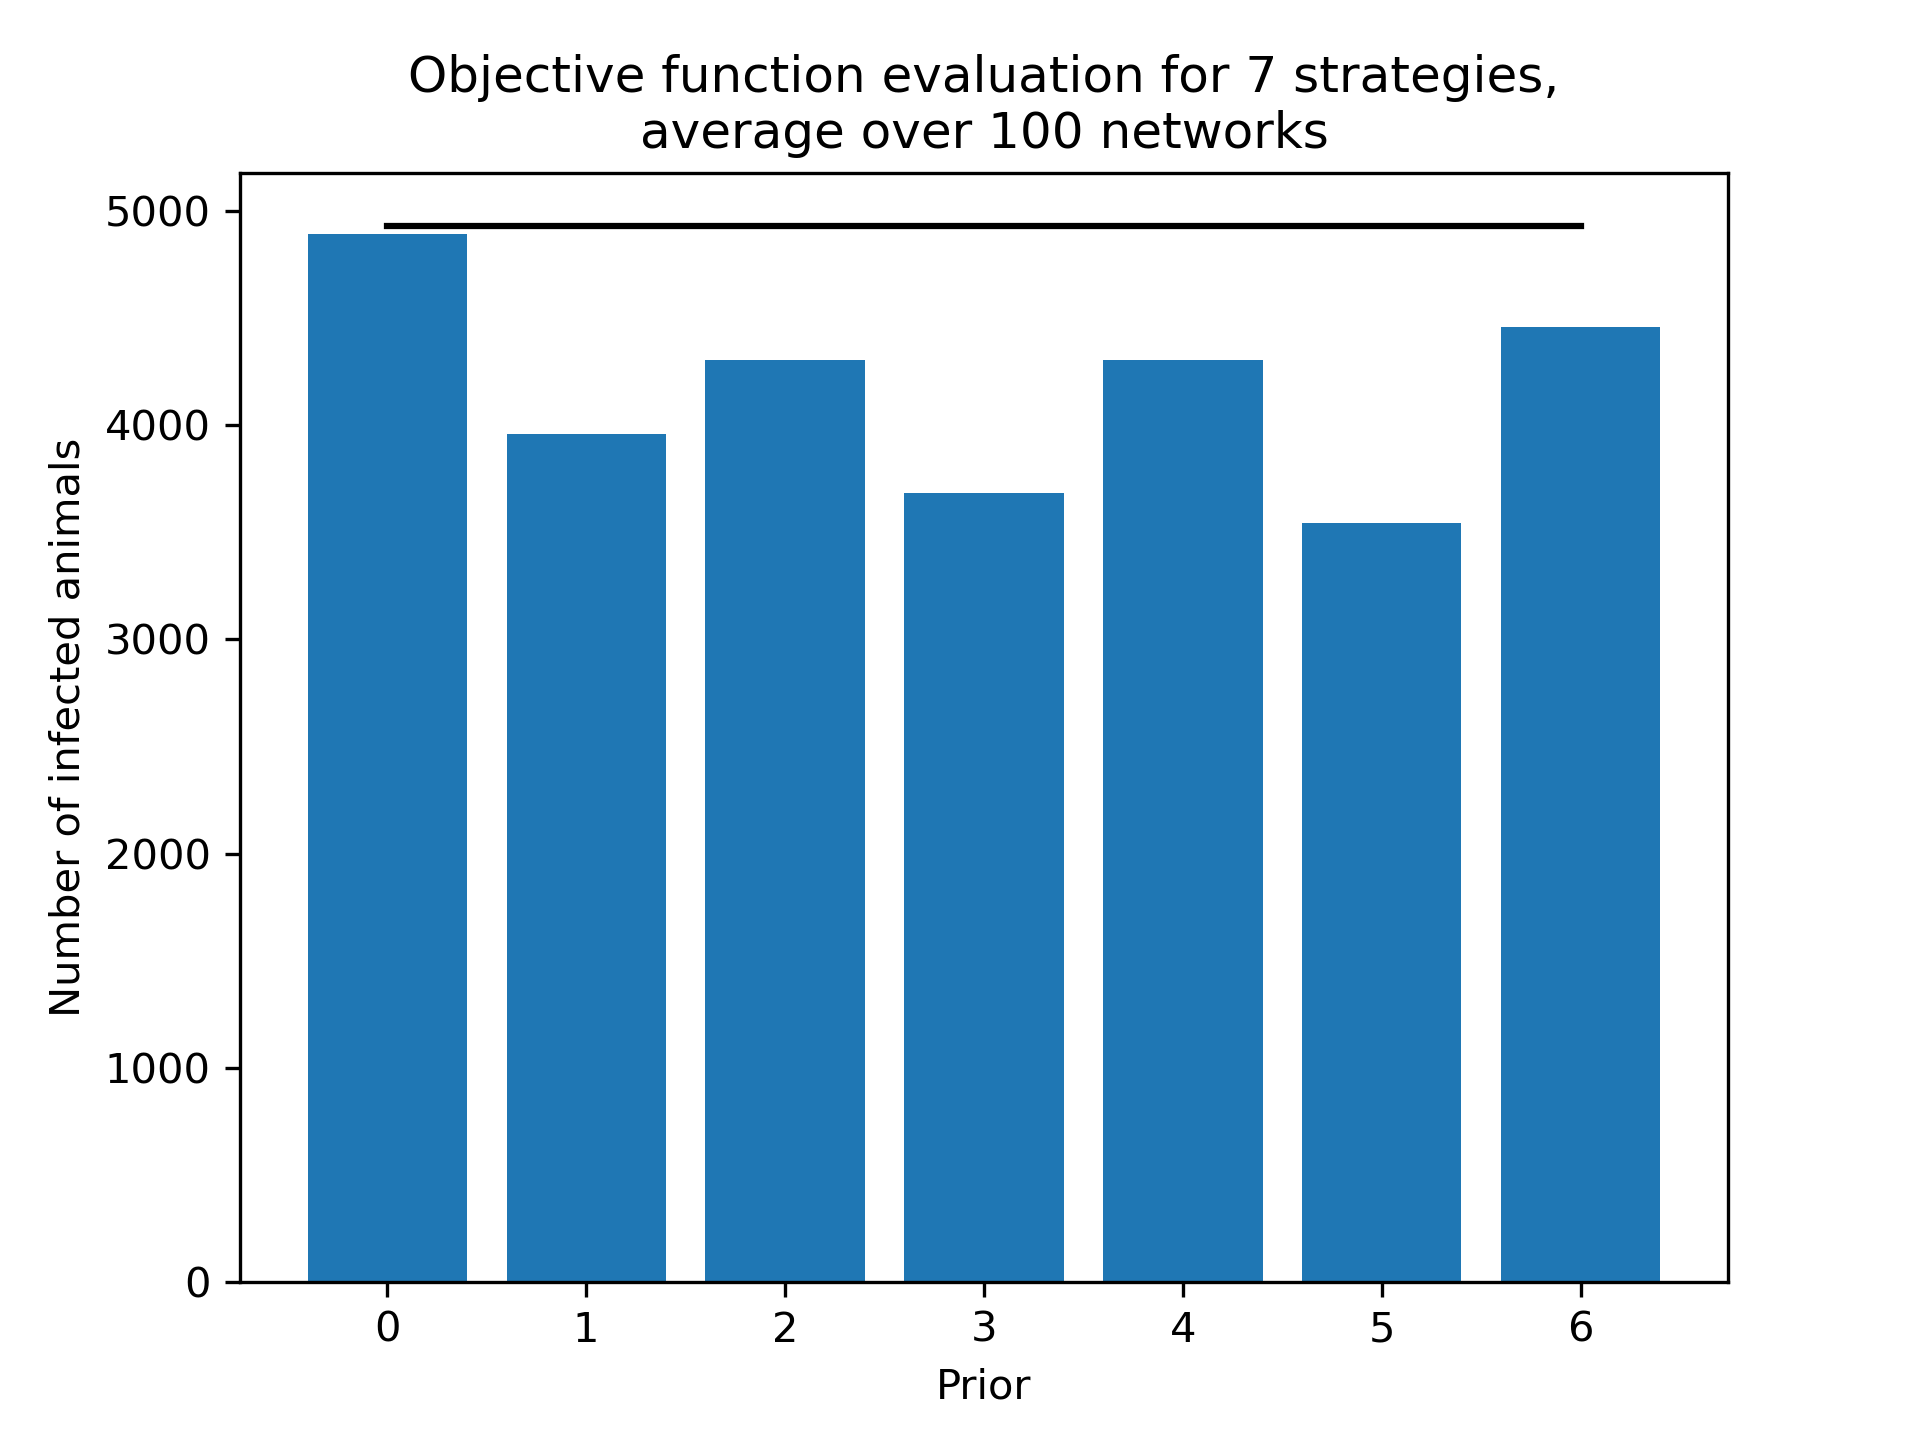 Objective function evaluation for 7 strategies,
average over 100 networks
5000
4000
3000
2000
1000
0
Number of infected animals
0 1 2 3 4 5 6
Prior